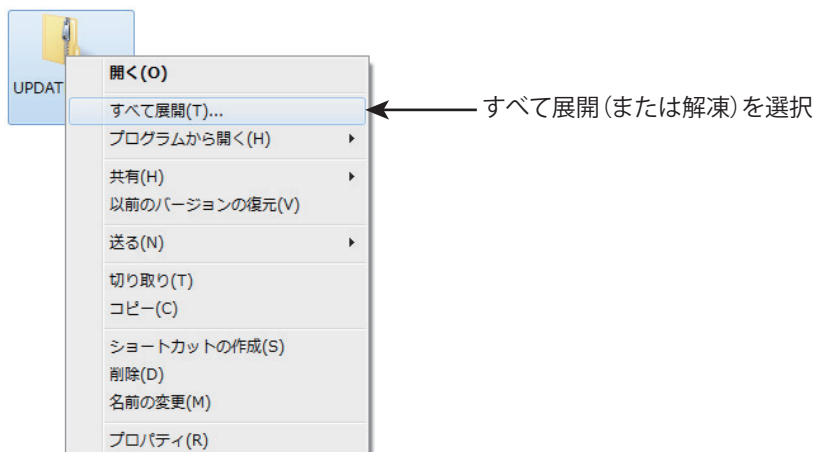 UPDAT
開く(O)
すべて展開(T)...
プログラムから開く(H)
共有(H)
以前のバージョンの復元(V)
送る(N)
切り取り(T)
コピー(C)
ショートカットの作成(S)
削除(D)
名前の変更(M)
プロパティ(R)
すべて展開（または解凍）を選択